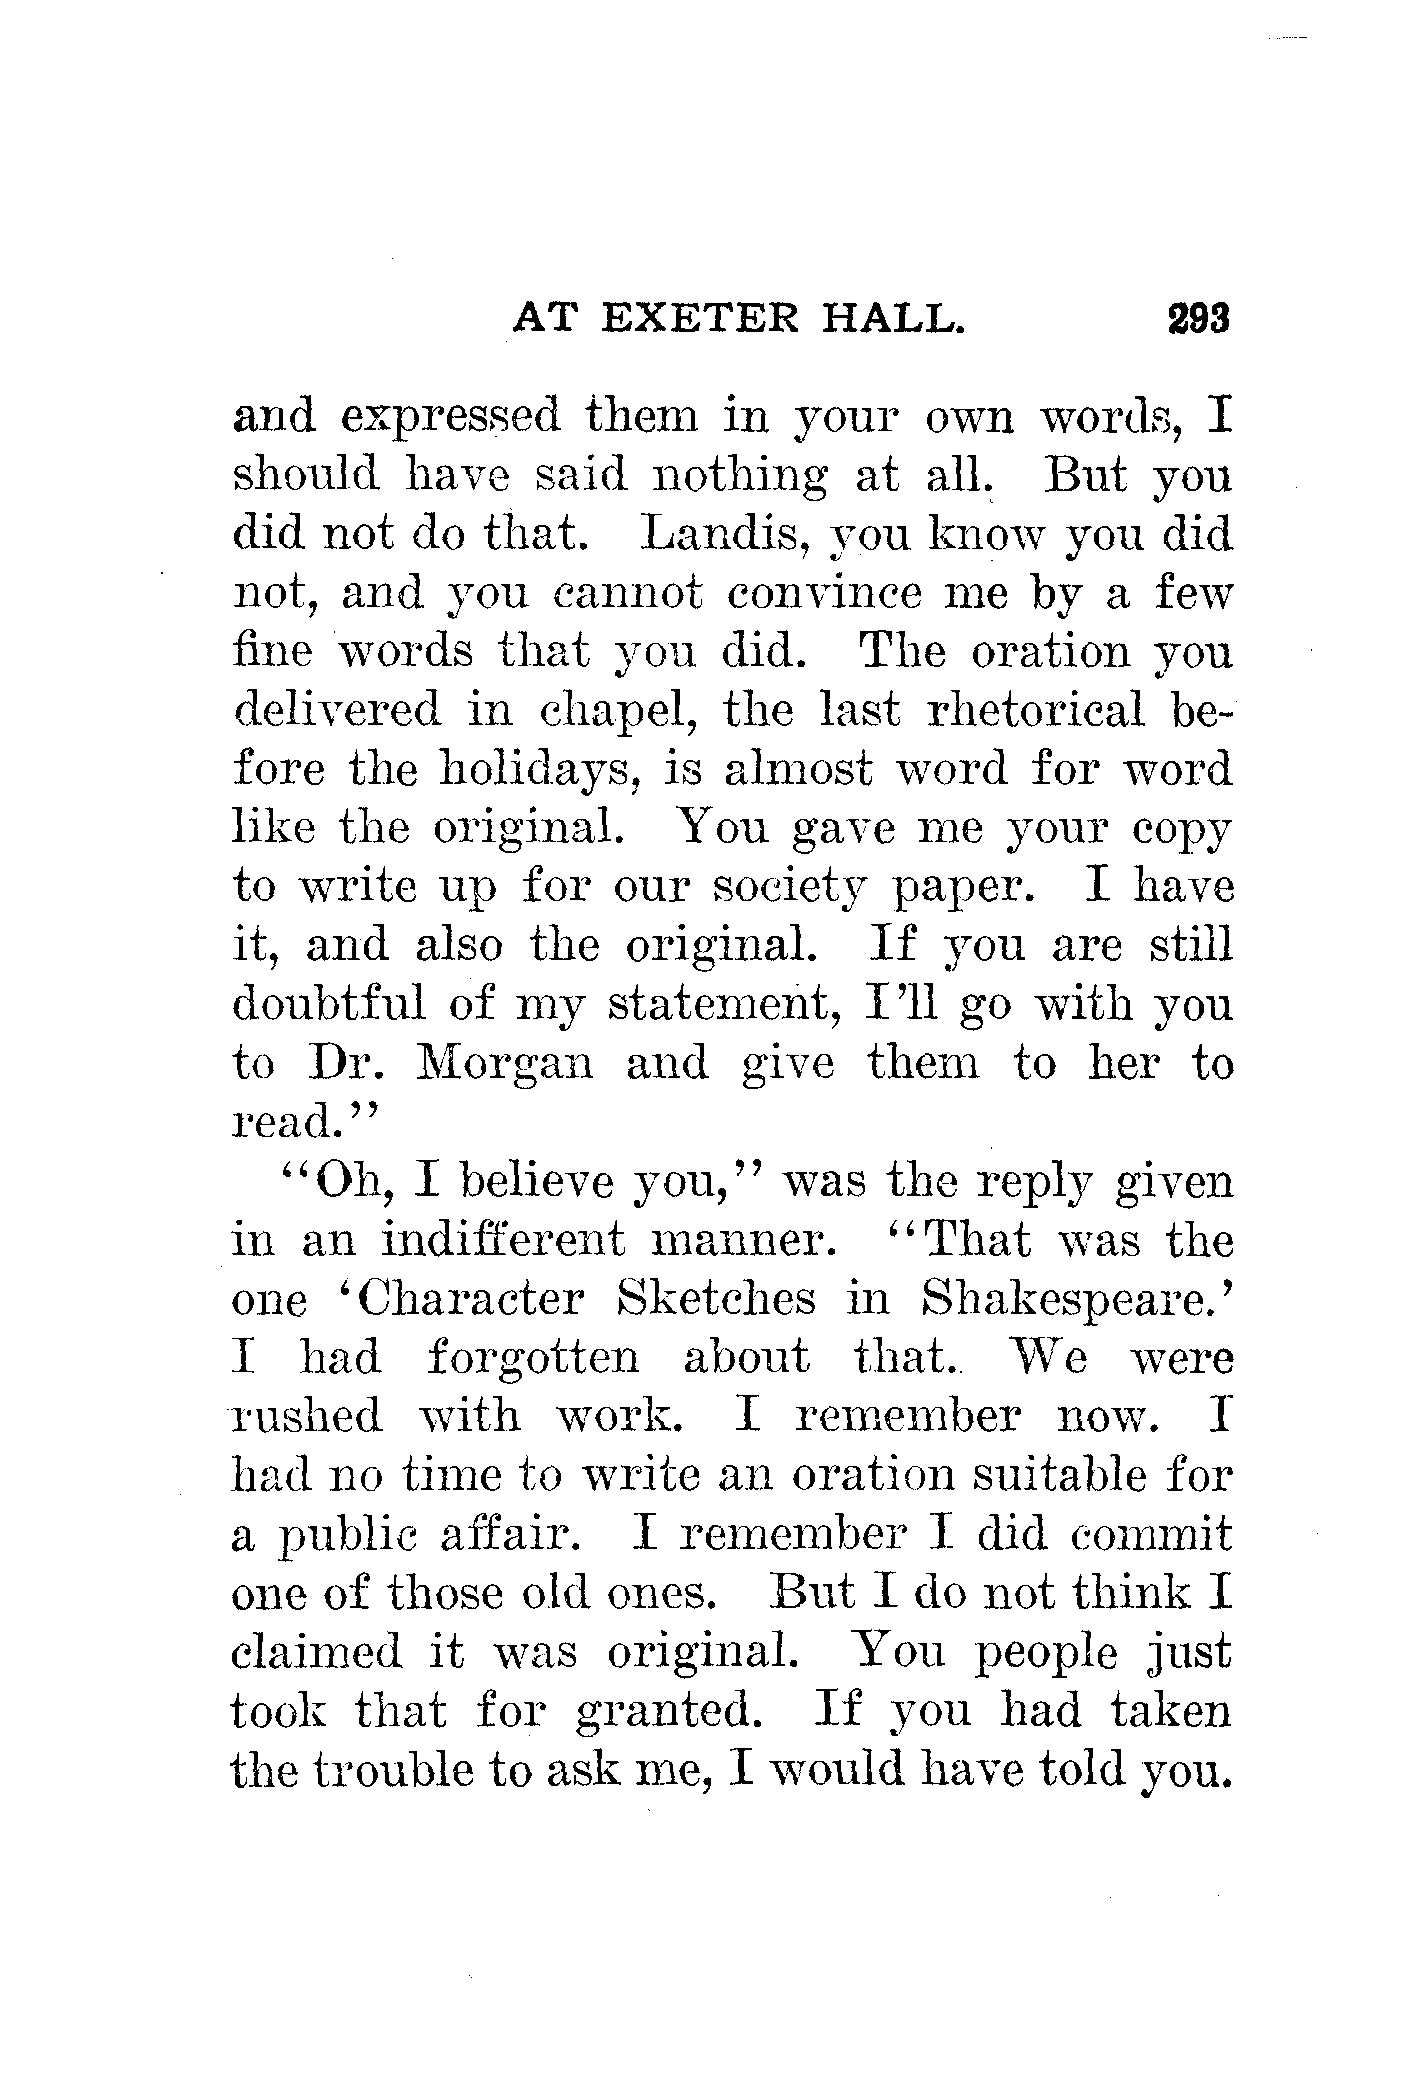 AT EXETER HALL. 293
and expressed them in your own words, I
should have said nothing at all. But you
did not do that. Landis, you know you did
not, and you cannot convince me by a few
fine words that you did. The oration you
delivered in chapel, the last rhetorical be-
fore the holidays, is almost word for word
like the original. You gave me your copy
to write up for our society paper. I have
it, and also the original. If you are still
doubtful of my statement, I'll go with you
to Dr. Morgan and give them to her to
read.''
"Oh, I believe you," was the reply given
in an indifferent manner. "That was the
one 'Character Sketches in Shakespeare.'
I had forgotten about that. We were
rushed with work. I remember now. I
had no time to write an oration suitable for
a public affair. I remember I did commit
one of those old ones. But I do not think I
claimed it was original. You people just
took that for granted. If you had taken
the trouble to ask me, I would have told you.